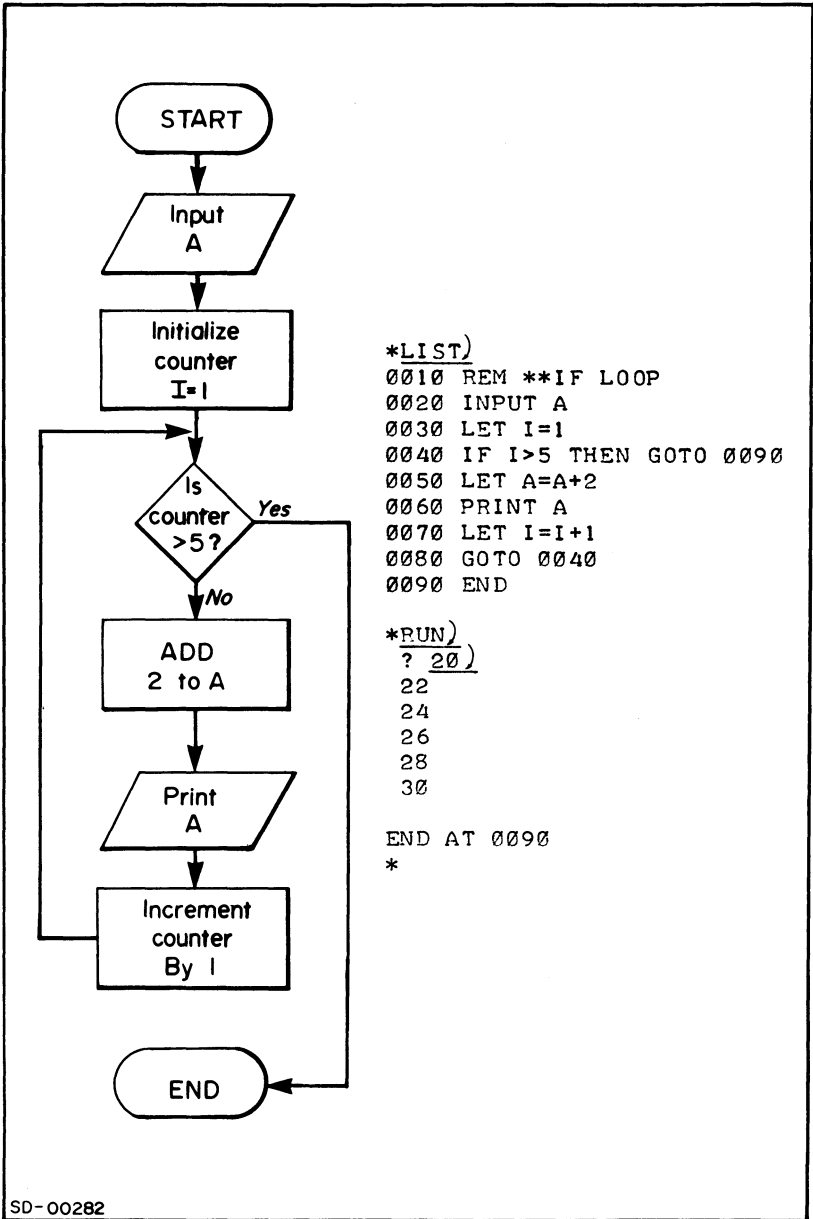 START
Input
A
Initialize
counter
I=1
Is
counter
>5?
Yes
No
ADD
2 to A
Print
A
Increment
counter
By 1
END
*LIST)
0010 REM **IF LOOP
0020 INPUT A
0030 LET I=1
0040 IF I>5 THEN GOTO 0090
0050 LET A=A+2
0060 PRINT A
0070 LET I=I+1
0080 GOTO 0040
0090 END
*RUN)
? 20)
22
24
26
28
30
END AT 0090
*
SD-00282